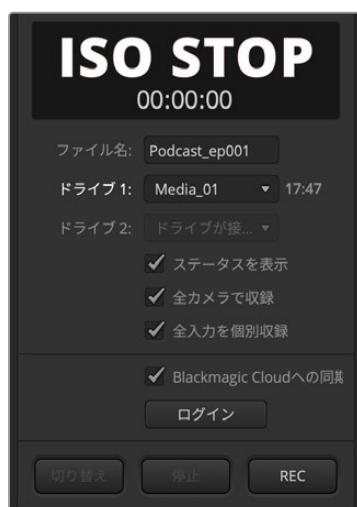 ISO STOP
00:00:00
ファイル名: Podcast_ep001
ドライブ 1: Media_01 17:47
ドライブ 2: ドライブが接...
ステータスを表示
全カメラで収録
全入力を個別収録
Blackmagic Cloudへの同期
ログイン
切り替え 停止 REC